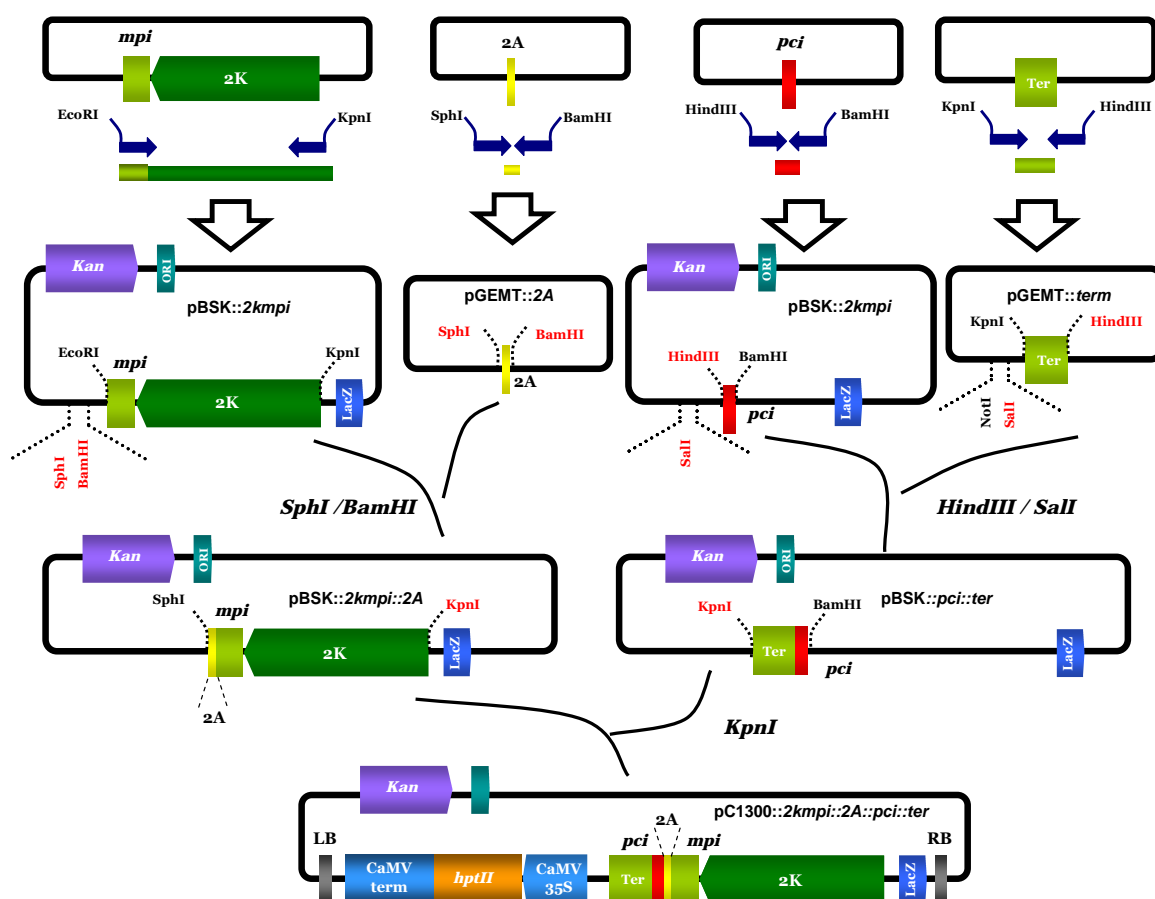 mpi
2K
2A
pci
Ter
EcoRI
KpnI
SphI
BamHI
HindIII
BamHI
KpnI
HindIII
Kan
ORI
pBSK::2kmpi
EcoRI
mpi
KpnI
2K
LacZ
SphI
BamHI
pGEMT::2A
SphI
BamHI
2A
Kan
ORI
pBSK::2kmpi
HindIII
BamHI
pci
LacZ
SalI
pGEMT::term
KpnI
HindIII
Ter
NotI
SalI
SphI /BamHI
HindIII / SalI
Kan
ORI
pBSK::2kmpi::2A
SphI
mpi
KpnI
2K
LacZ
2A
Kan
ORI
pBSK::pci::ter
KpnI
BamHI
Ter
pci
LacZ
KpnI
Kan
pC1300::2kmpi::2A::pci::ter
LB
2A
pci
mpi
RB
CaMV
term
hptII
CaMV
35S
Ter
2K
LacZ